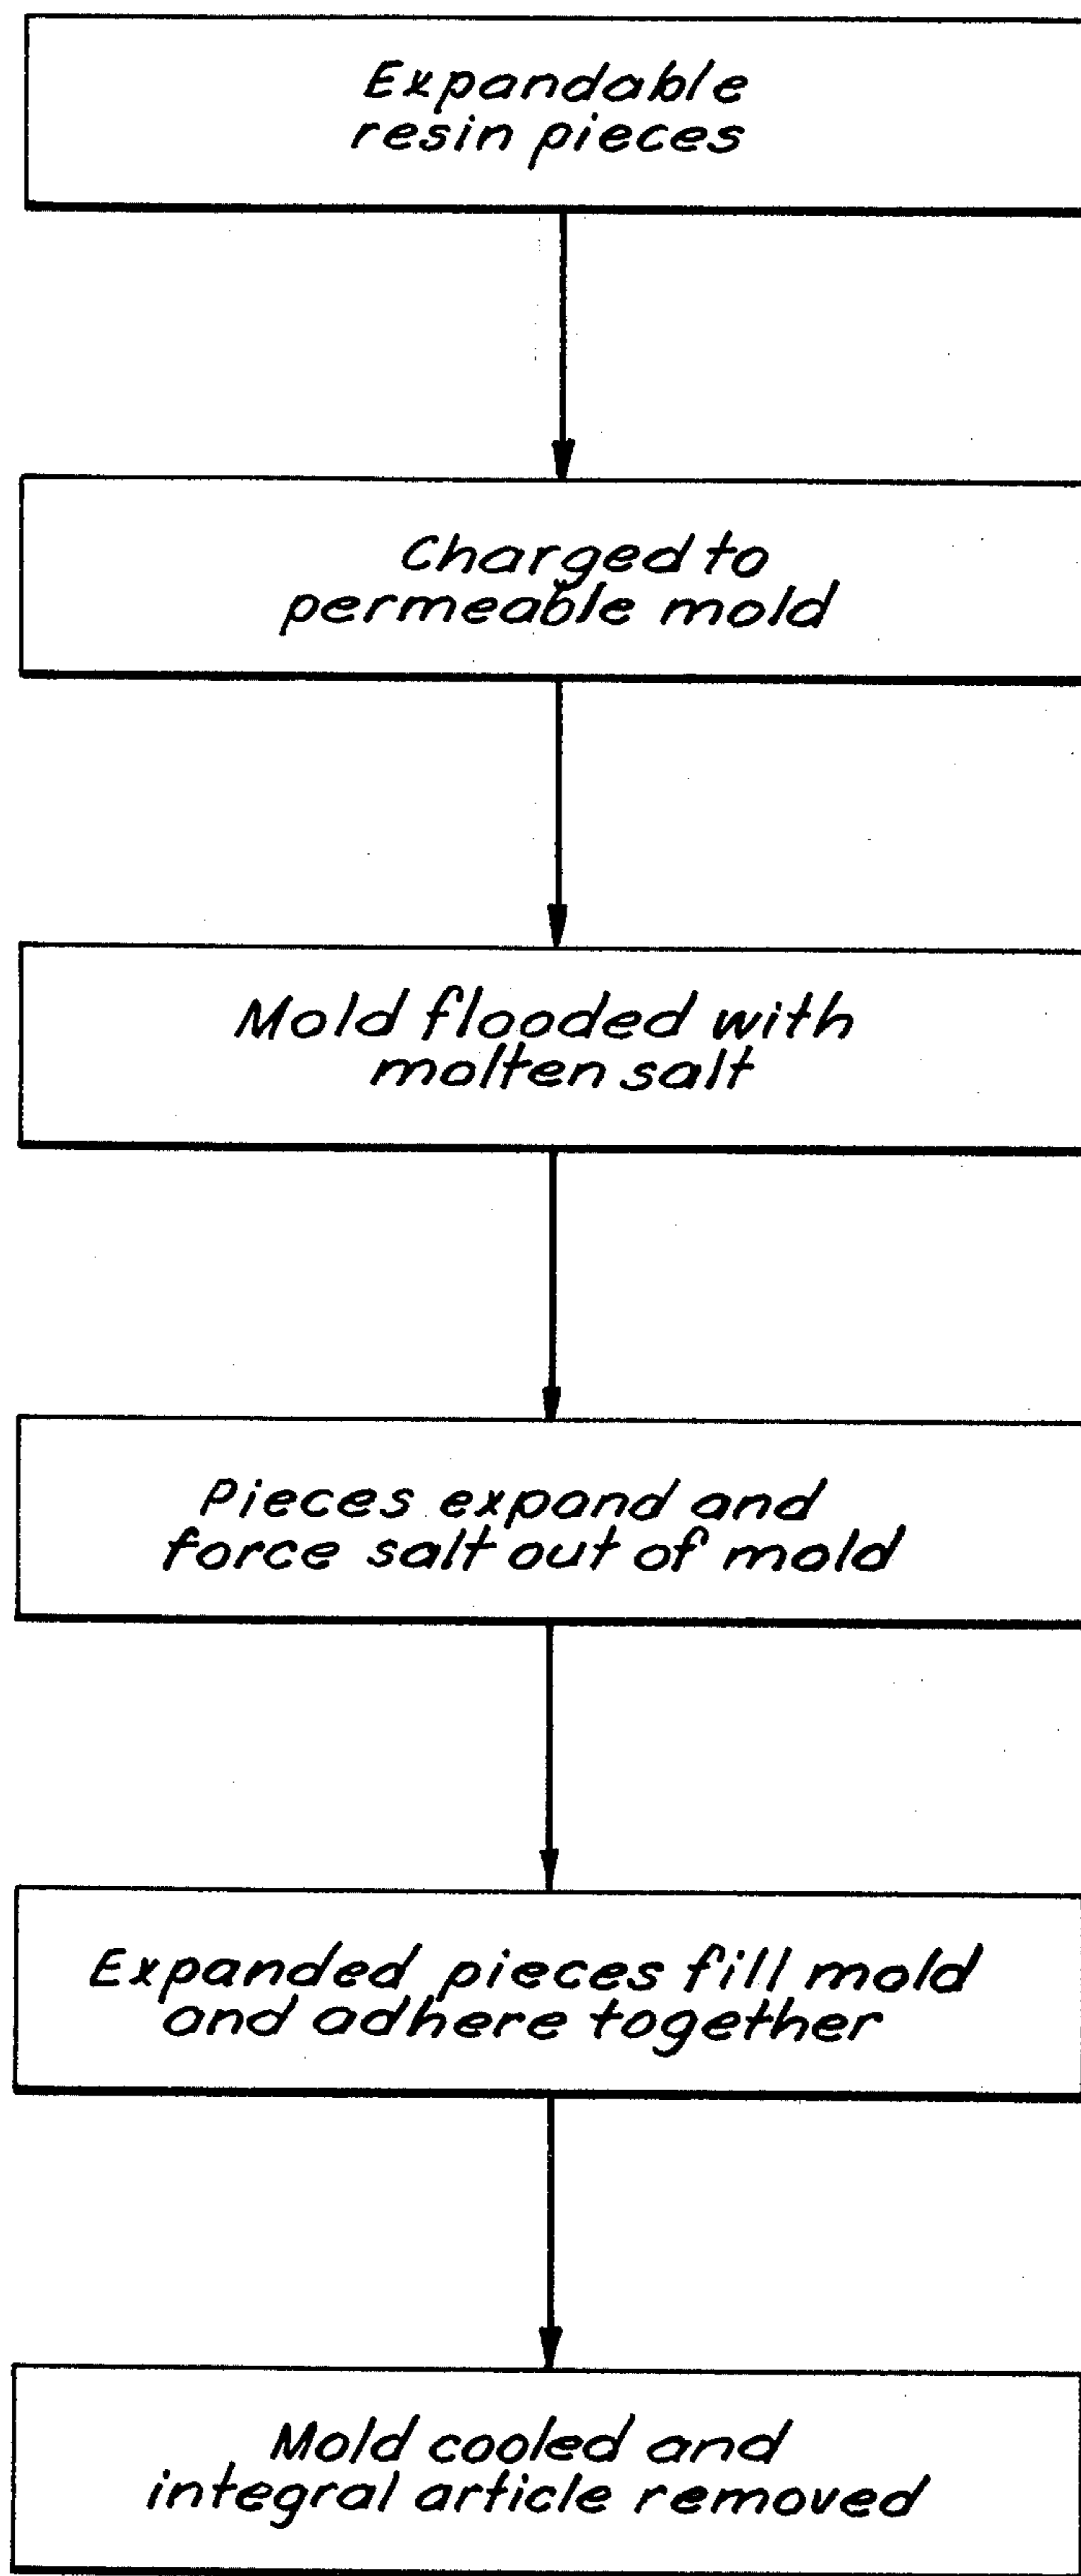 Expandable
resin pieces
Charged to
permeable mold
Mold flooded with
molten salt
Pieces expand and
force salt out of mold
Expanded pieces fill mold
and adhere together
Mold cooled and
integral article removed